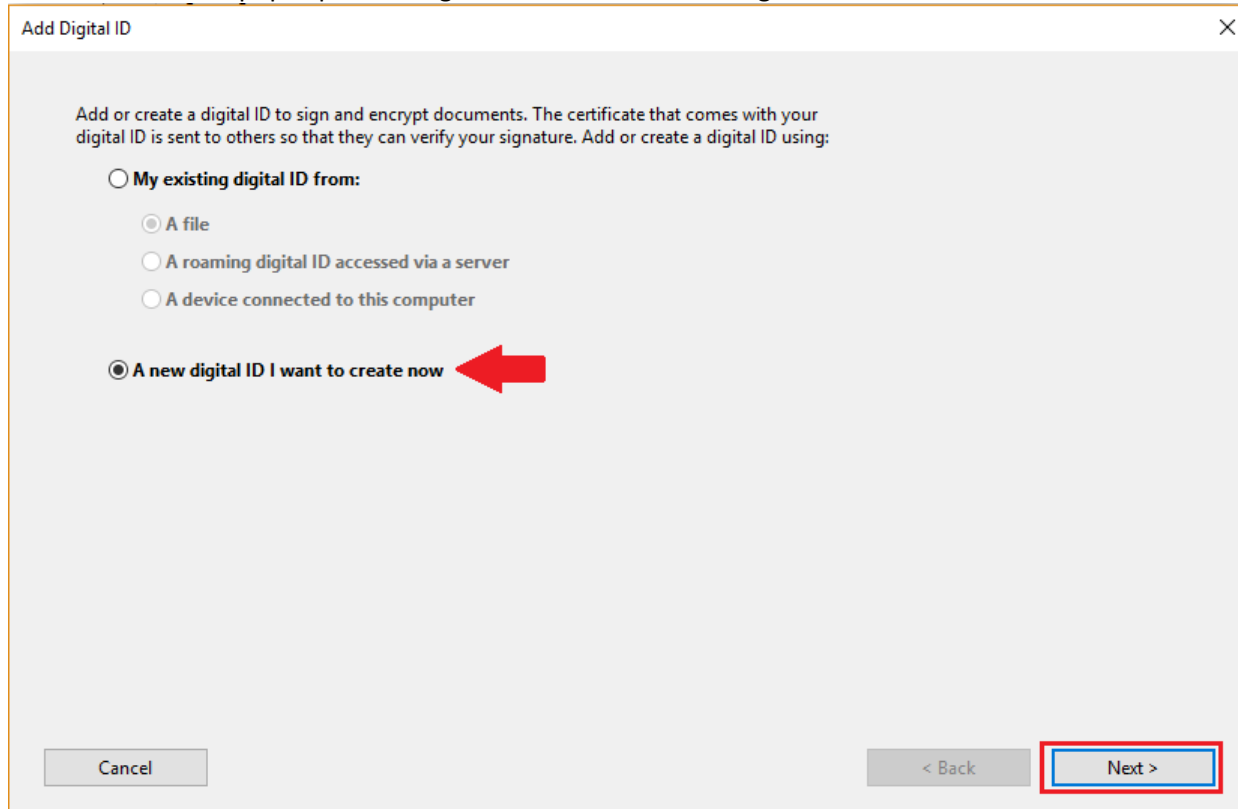 Add Digital ID
Add or create a digital ID to sign and encrypt documents. The certificate that comes with your
digital ID is sent to others so that they can verify your signature. Add or create a digital ID using:
My existing digital ID from:
A file
A roaming digital ID accessed via a server
A device connected to this computer
A new digital ID I want to create now
Cancel
< Back
Next >